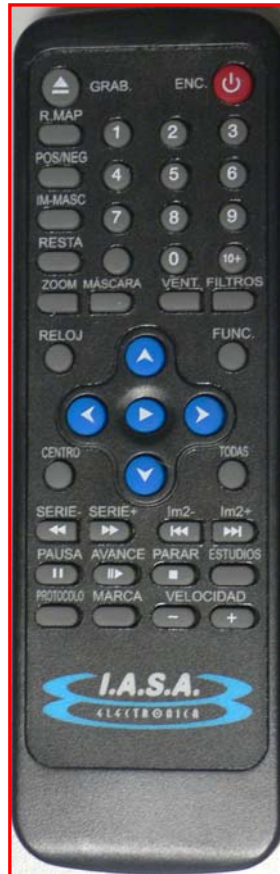 GRAB. ENC.
R.MAP
1 2 3
POS/NEG
4 5 6
IM-MASC
7 8 9
RESTA
0 10+
ZOOM MÁSCARA VENT. FILTROS
RELOJ FUNC.
CENTRO TODAS
SERIE- SERIE+ Im2- Im2+
PAUSA AVANCE PARAR ESTUDIOS
PROTOCOLO MARCA VELOCIDAD
- +
I.A.S.A.
ELECTRONICA